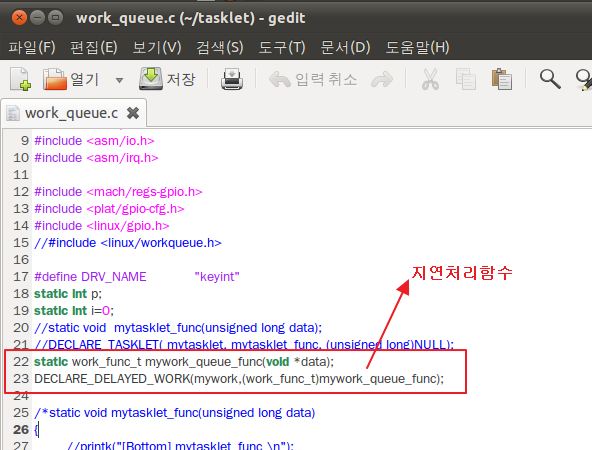 work_queue.c (~/tasklet) - gedit
파일(F) 편집(E) 보기(V) 검색(S) 도구(T) 문서(D) 도움말(H)
열기 저장 입력 취소
work_queue.c
9 #include <asm/io.h>
10 #include <asm/irq.h>
11
12 #include <mach/regs-gpio.h>
13 #include <plat/gpio-cfg.h>
14 #include <linux/gpio.h>
15 //#include <linux/workqueue.h>
16
17 #define DRV_NAME "keyint"
지연처리함수
18 static int p;
19 static int i=0;
20 //static void mytasklet_func(unsigned long data);
21 //DECLARE_TASKLET( mytasklet, mytasklet_func, (unsigned long)NULL);
22 static work_func_t mywork_queue_func(void *data);
23 DECLARE_DELAYED_WORK(mywork,(work_func_t)mywork_queue_func);
24
25 /*static void mytasklet_func(unsigned long data)
26 {
27 //printk("[Bottom] mytasklet_func \n");